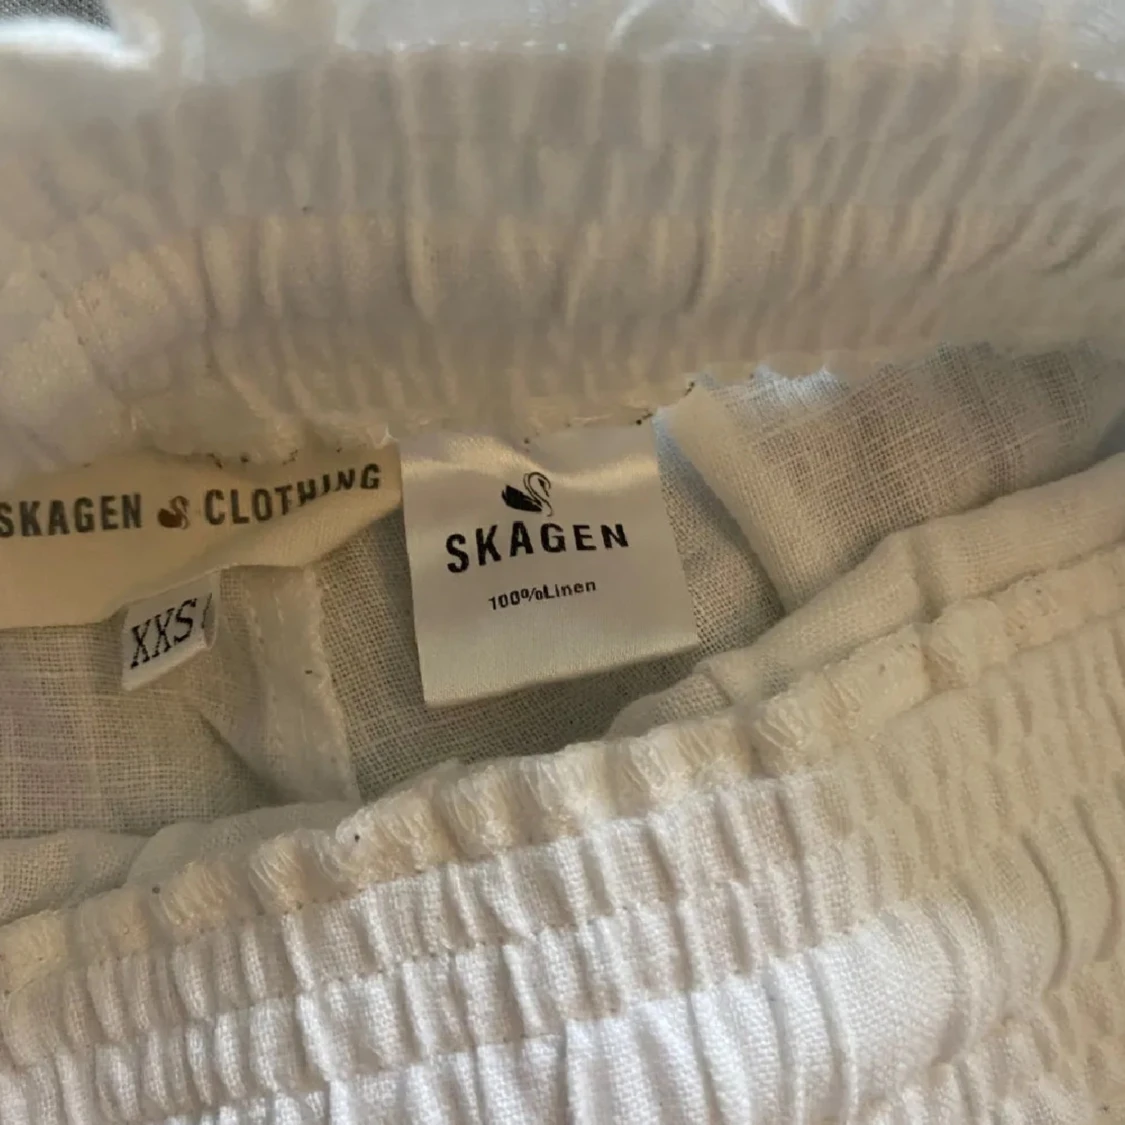 SKAGEN CLOTHING
XXS
SKAGEN
100%Linen